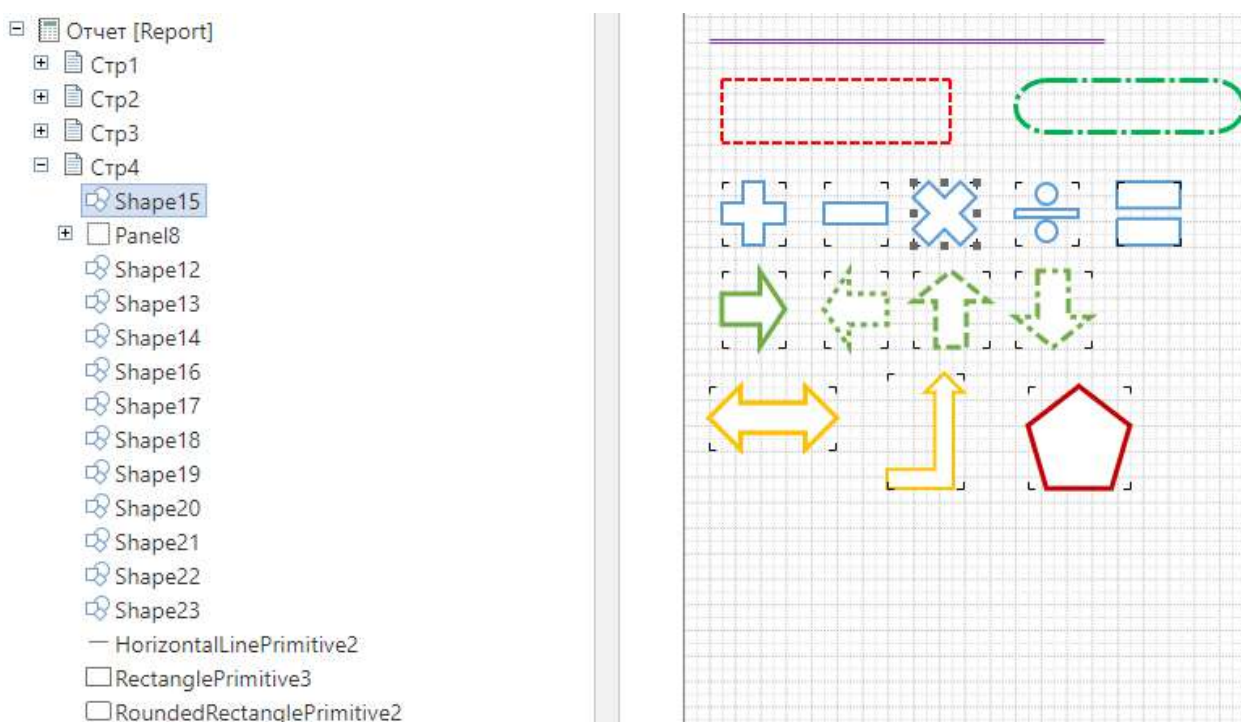 Отчет [Report]
Стр1
Стр2
Стр3
Стр4
Shape15
Panel8
Shape12
Shape13
Shape14
Shape16
Shape17
Shape18
Shape19
Shape20
Shape21
Shape22
Shape23
HorizontalLinePrimitive2
RectanglePrimitive3
RoundedRectanglePrimitive2